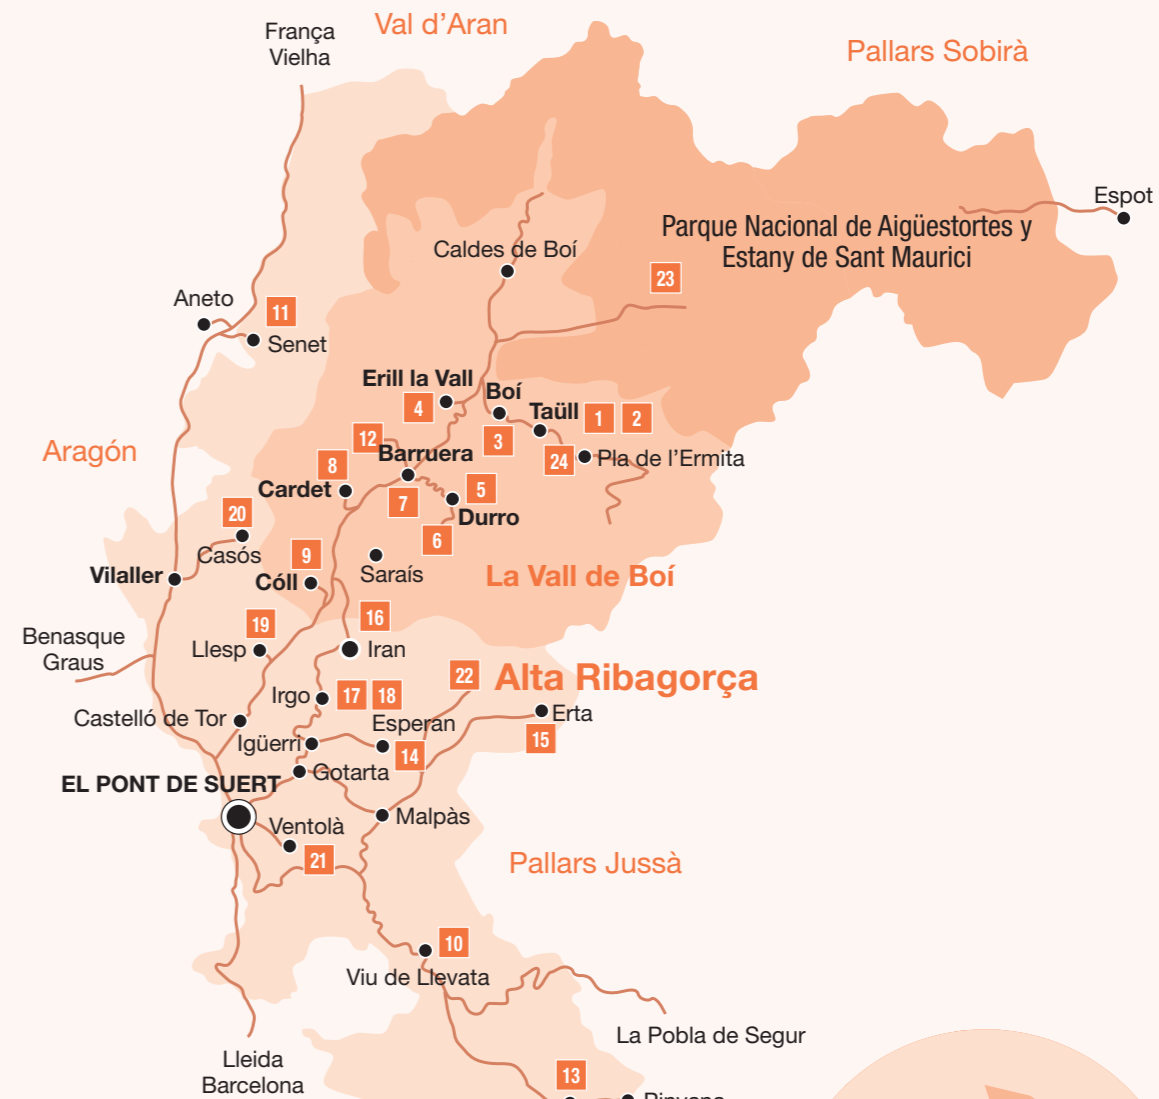 França
Vielha
Val d'Aran
Pallars Sobirà
Espot
Parque Nacional de Aigüestortes y
Estany de Sant Maurici
Caldes de Boí
23
Aneto
11
Senet
Erill la Vall
4
Boí
Taüll
1
2
3
12
Aragón
Barruera
24
Pla de l'Ermita
8
Cardet
7
5
Durro
6
20
Casós
9
Saraís
Vilaller
Cóll
La Vall de Boí
16
19
Benasque
Graus
Llesp
Iran
22
Alta Ribagorça
Irgo
17
18
Castelló de Tor
Esperan
Erta
15
Igüerri
14
Gotarta
EL PONT DE SUERT
Malpàs
Ventolà
21
Pallars Jussà
10
Viu de Llevata
La Pobla de Segur
Lleida
Barcelona
13